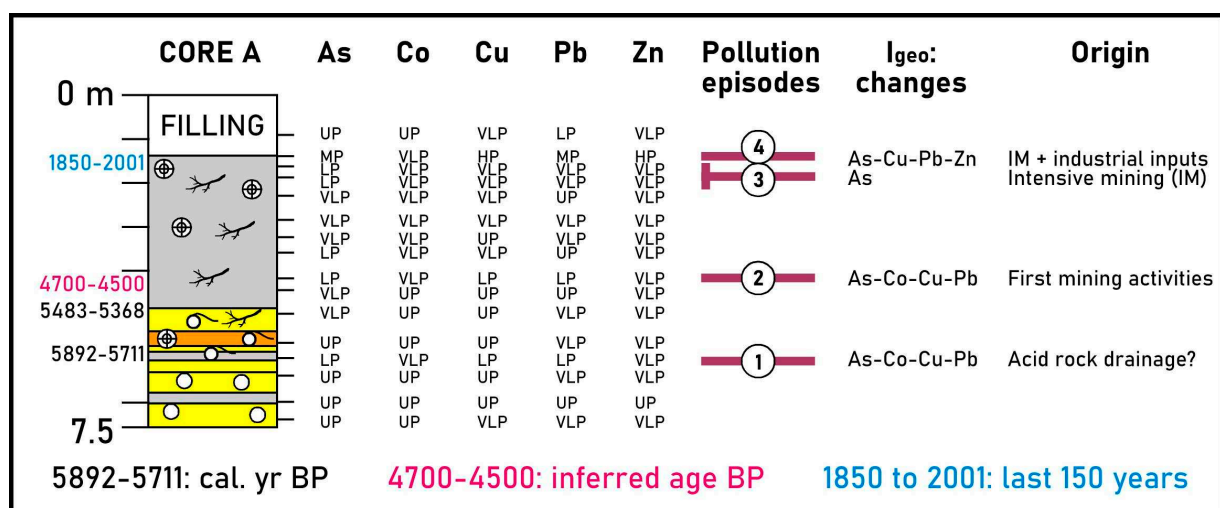 CORE A As Co Cu Pb Zn Pollution episodes Igeo: changes Origin
0 m
FILLING
UP UP VLP LP VLP
1850-2001
MP VLP HP MP HP 4 As-Cu-Pb-Zn IM + industrial inputs
LP VLP VLP VLP VLP
LP VLP VLP VLP VLP 3 As Intensive mining (IM)
VLP VLP VLP UP VLP
VLP VLP VLP VLP VLP
VLP VLP UP VLP VLP
LP VLP VLP UP VLP
4700-4500 LP VLP LP LP VLP 2 As-Co-Cu-Pb First mining activities
VLP UP UP UP VLP
5483-5368 VLP UP UP VLP VLP
UP UP UP VLP VLP
5892-5711 LP VLP LP LP VLP 1 As-Co-Cu-Pb Acid rock drainage?
UP UP UP VLP VLP
UP UP UP UP UP
UP UP VLP VLP VLP
7.5
5892-5711: cal. yr BP 4700-4500: inferred age BP 1850 to 2001: last 150 years